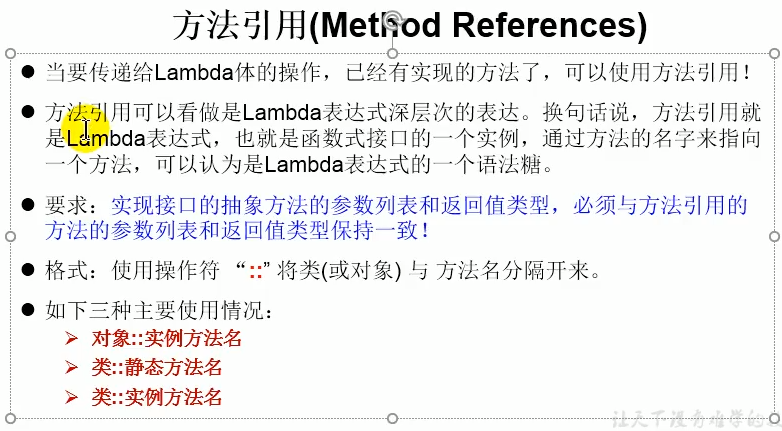 方法引用(Method References)
当要传递给Lambda体的操作，已经有实现的方法了，可以使用方法引用！
方法引用可以看做是Lambda表达式深层次的表达。换句话说，方法引用就
是Lambda表达式，也就是函数式接口的一个实例，通过方法的名字来指向
一个方法，可以认为是Lambda表达式的一个语法糖。
要求：实现接口的抽象方法的参数列表和返回值类型，必须与方法引用的
方法的参数列表和返回值类型保持一致！
格式：使用操作符 “::” 将类(或对象) 与 方法名分隔开来。
如下三种主要使用情况：
对象::实例方法名
类::静态方法名
类::实例方法名
让天下没有难学的